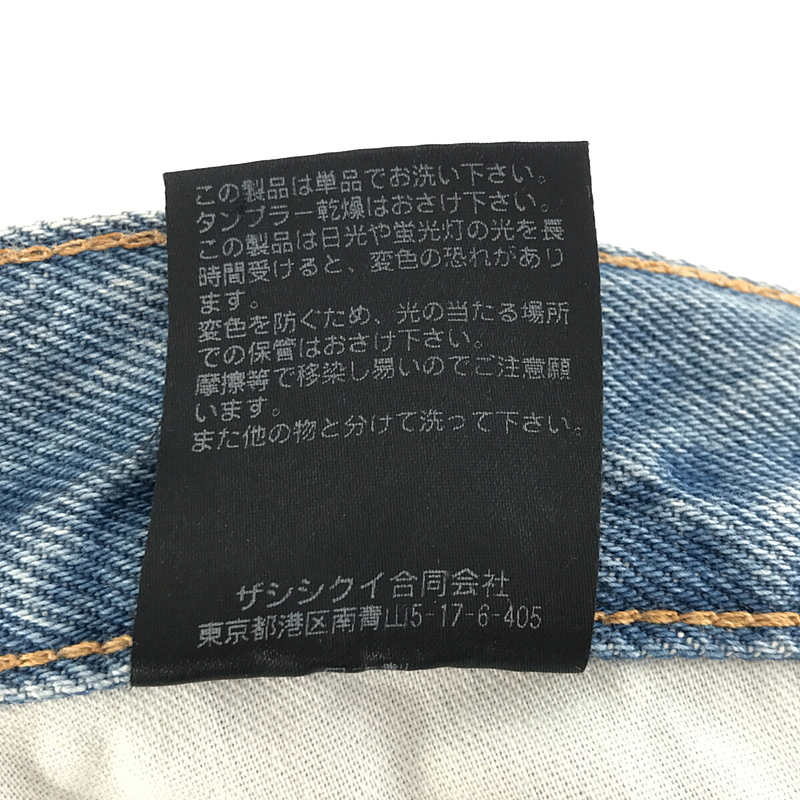 この製品は単品でお洗い下さい。
タンブラー乾燥はおさけ下さい。
この製品は日光や蛍光灯の光を長
時間受けると、変色の恐れがあり
ます。
変色を防ぐため、光の当たる場所
での保管はおさけ下さい。
摩擦等で移染し易いのでご注意願
います。
また他の物と分けて洗って下さい。
ザシシクイ合同会社
東京都港区南青山5-17-6-405